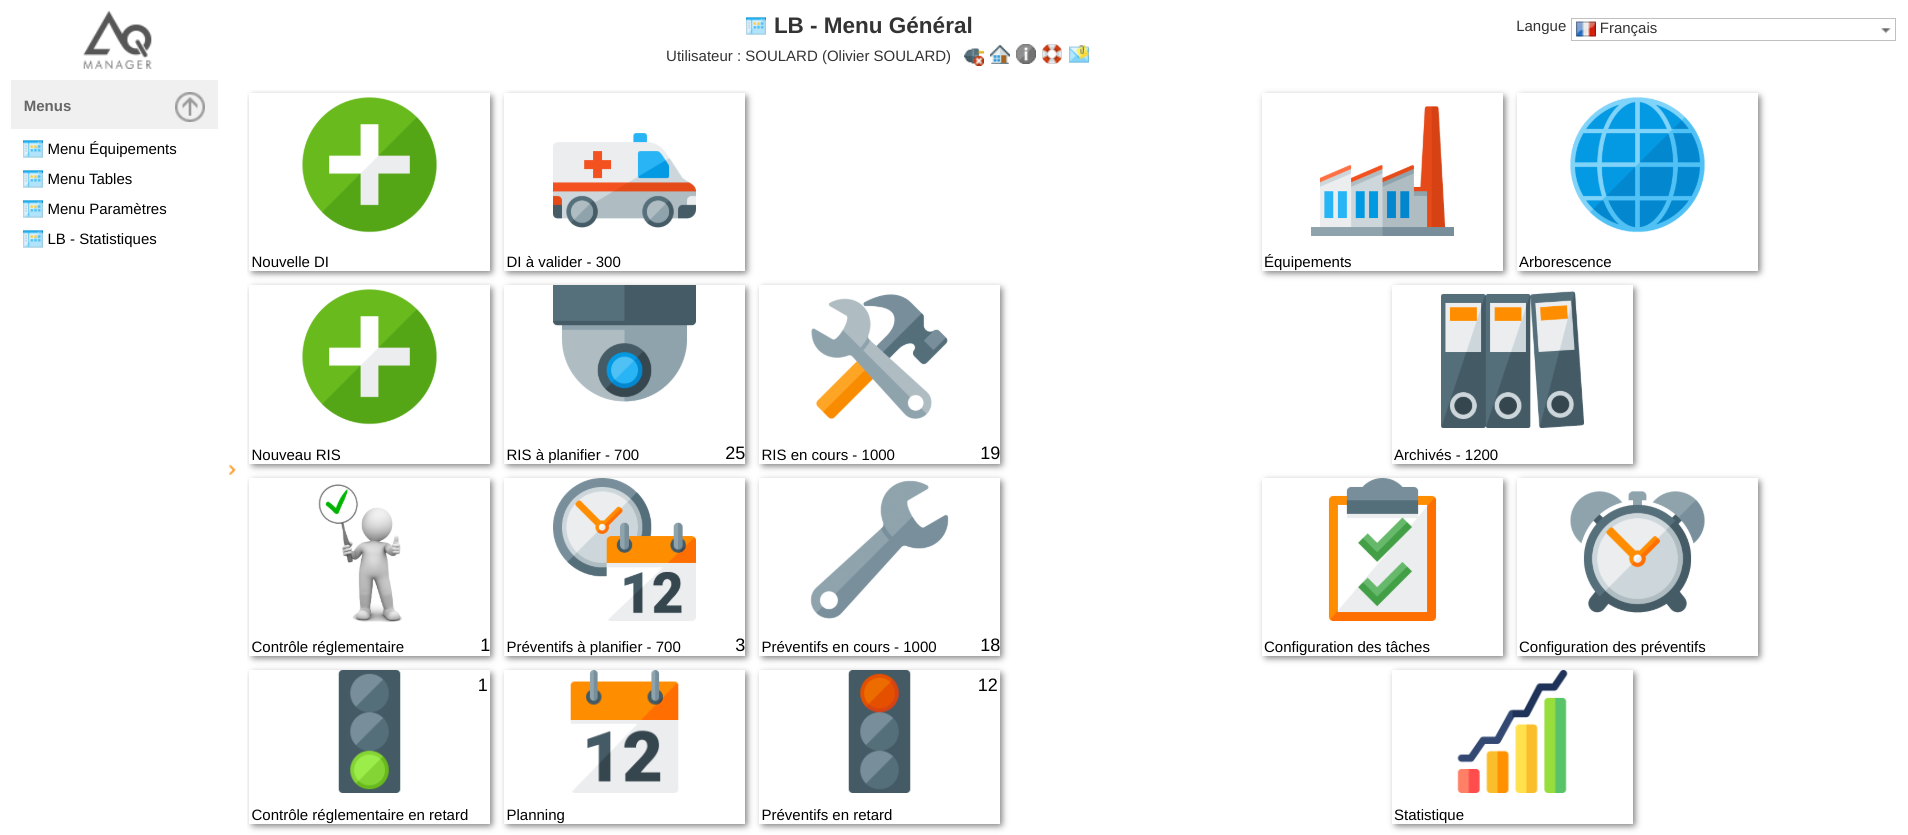 AQ
MANAGER
LB - Menu Général
Utilisateur : SOULARD (Olivier SOULARD)
Langue
Français
Menus
Menu Équipements
Menu Tables
Menu Paramètres
LB - Statistiques
Nouvelle DI
DI à valider - 300
Équipements
Arborescence
Nouveau RIS
RIS à planifier - 700
25
RIS en cours - 1000
19
Archivés - 1200
Contrôle réglementaire
1
12
Préventifs à planifier - 700
3
Préventifs en cours - 1000
18
Configuration des tâches
Configuration des préventifs
1
Contrôle réglementaire en retard
12
Planning
12
Préventifs en retard
Statistique